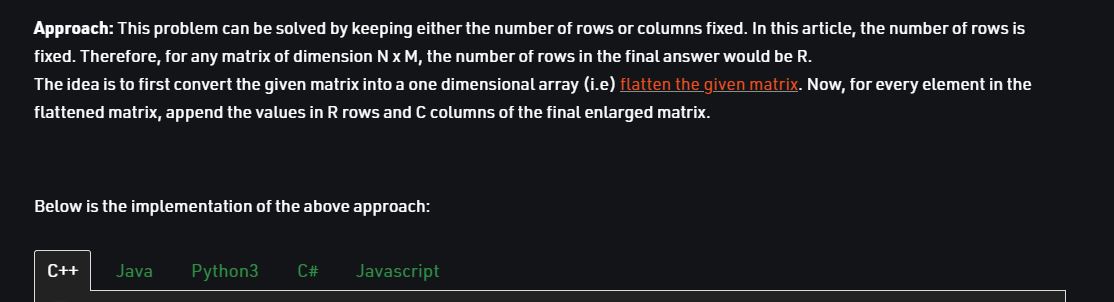 Approach: This problem can be solved by keeping either the number of rows or columns fixed. In this article, the number of rows is
fixed. Therefore, for any matrix of dimension N x M, the number of rows in the final answer would be R.
The idea is to first convert the given matrix into a one dimensional array (i.e) flatten the given matrix. Now, for every element in the
flattened matrix, append the values in R rows and C columns of the final enlarged matrix.
Below is the implementation of the above approach:
C++ Java Python3 C# Javascript